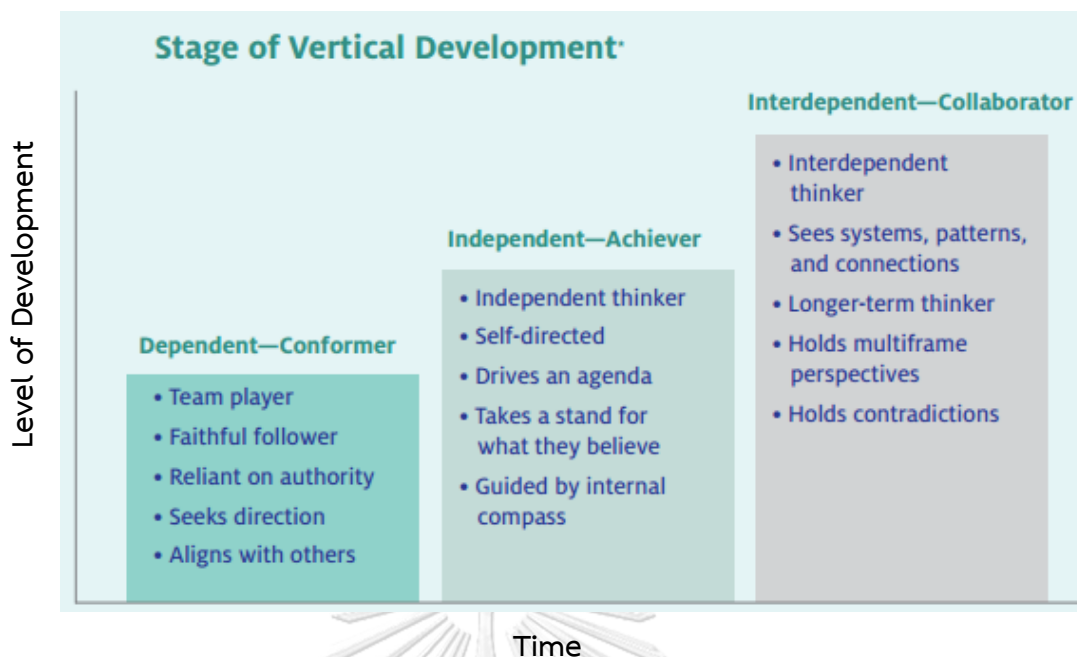 Stage of Vertical Development*
Level of Development
Dependent—Conformer
• Team player
• Faithful follower
• Reliant on authority
• Seeks direction
• Aligns with others
Independent—Achiever
• Independent thinker
• Self-directed
• Drives an agenda
• Takes a stand for
what they believe
• Guided by internal
compass
Interdependent—Collaborator
• Interdependent
thinker
• Sees systems, patterns,
and connections
• Longer-term thinker
• Holds multiframe
perspectives
• Holds contradictions
Time